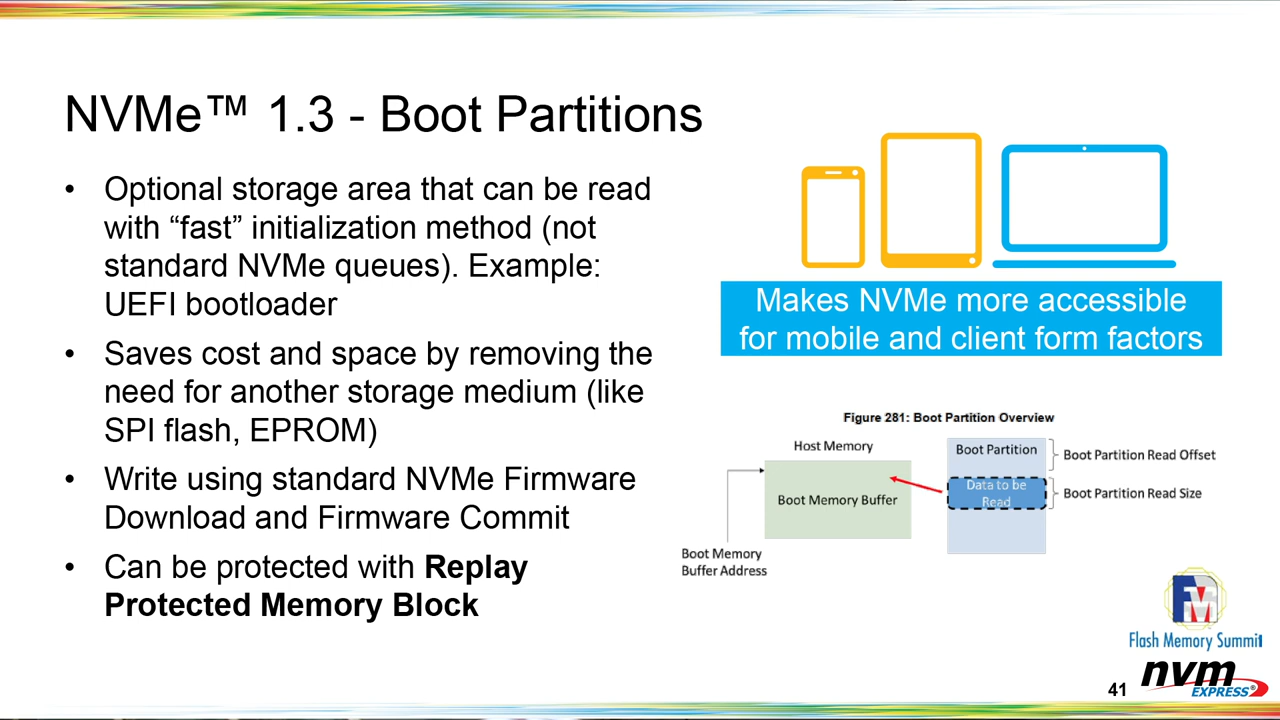 NVMe™ 1.3 - Boot Partitions
• Optional storage area that can be read
with “fast” initialization method (not
standard NVMe queues). Example:
UEFI bootloader
• Saves cost and space by removing the
need for another storage medium (like
SPI flash, EPROM)
• Write using standard NVMe Firmware
Download and Firmware Commit
• Can be protected with Replay
Protected Memory Block
Makes NVMe more accessible
for mobile and client form factors
Figure 281: Boot Partition Overview
Host Memory
Boot Memory Buffer
Boot Memory
Buffer Address
Boot Partition
Data to be
Read
Boot Partition Read Offset
Boot Partition Read Size
FMS
Flash Memory Summit
nvm
EXPRESS®
41